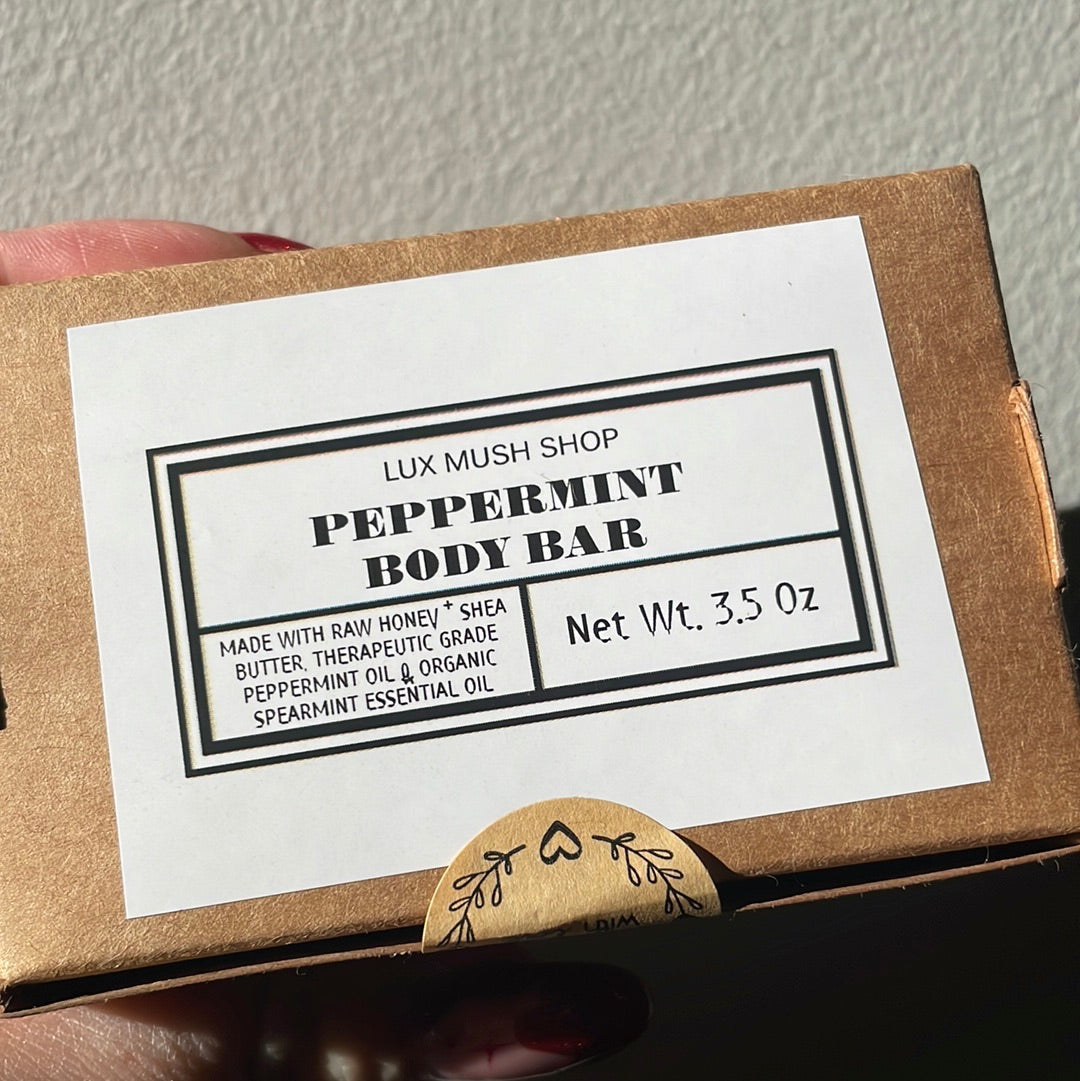 LUX MUSH SHOP
PEPPERMINT
BODY BAR
MADE WITH RAW HONEY + SHEA
BUTTER, THERAPEUTIC GRADE
PEPPERMINT OIL & ORGANIC
SPEARMINT ESSENTIAL OIL
Net Wt. 3.5 Oz